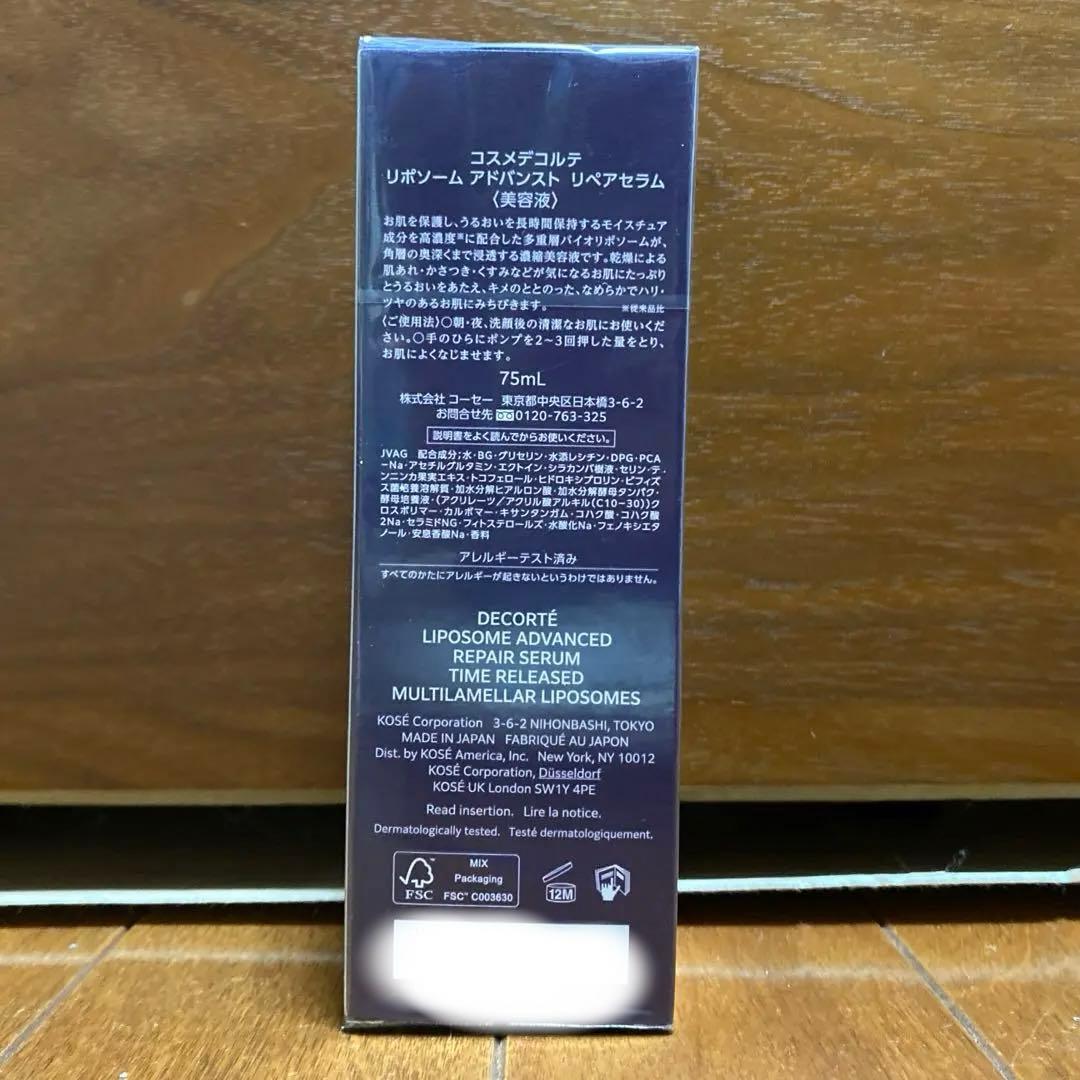 コスメデコルテ
リポソーム アドバンスト リペアセラム
〈美容液〉
お肌を保護し、うるおいを長時間保持するモイスチュア
成分を高濃度※に配合した多重層バイオリポソームが、
角層の奥深くまで浸透する濃縮美容液です。乾燥による
肌あれ・かさつき・くすみなどが気になるお肌にたっぷり
とうるおいをあたえ、キメのととのった、なめらかでハリ・
ツヤのあるお肌にみちびきます。 ※従来品比
〈ご使用法〉○朝・夜、洗顔後の清潔なお肌にお使いくだ
さい。○手のひらにポンプを2〜3回押した量をとり、
お肌によくなじませます。
75mL
株式会社 コーセー 東京都中央区日本橋3-6-2
お問合せ先 0120-763-325
説明書をよく読んでからお使いください。
JVAG 配合成分;水・BG・グリセリン・水添レシチン・DPG・PCA
-Na・アセチルグルタミン・エクトイン・シラカンバ樹液・セリン・テ
ンニンカ果実エキス・トコフェロール・ヒドロキシプロリン・ビフィズ
ス菌培養溶解質・加水分解ヒアルロン酸・加水分解酵母タンパク・
酵母培養液・(アクリレーツ/アクリル酸アルキル(C10-30))ク
ロスポリマー・カルボマー・キサンタンガム・コハク酸・コハク酸
2Na・セラミドNG・フィトステロールズ・水酸化Na・フェノキシエタ
ノール・安息香酸Na・香料
アレルギーテスト済み
すべてのかたにアレルギーが起きないというわけではありません。
DECORTÉ
LIPOSOME ADVANCED
REPAIR SERUM
TIME RELEASED
MULTILAMELLAR LIPOSOMES
KOSÉ Corporation 3-6-2 NIHONBASHI, TOKYO
MADE IN JAPAN FABRIQUÉ AU JAPON
Dist. by KOSÉ America, Inc. New York, NY 10012
KOSÉ Corporation, Düsseldorf
KOSÉ UK London SW1Y 4PE
Read insertion. Lire la notice.
Dermatologically tested. Testé dermatologiquement.
MIX
Packaging
FSC™ C003630
FSC
12M